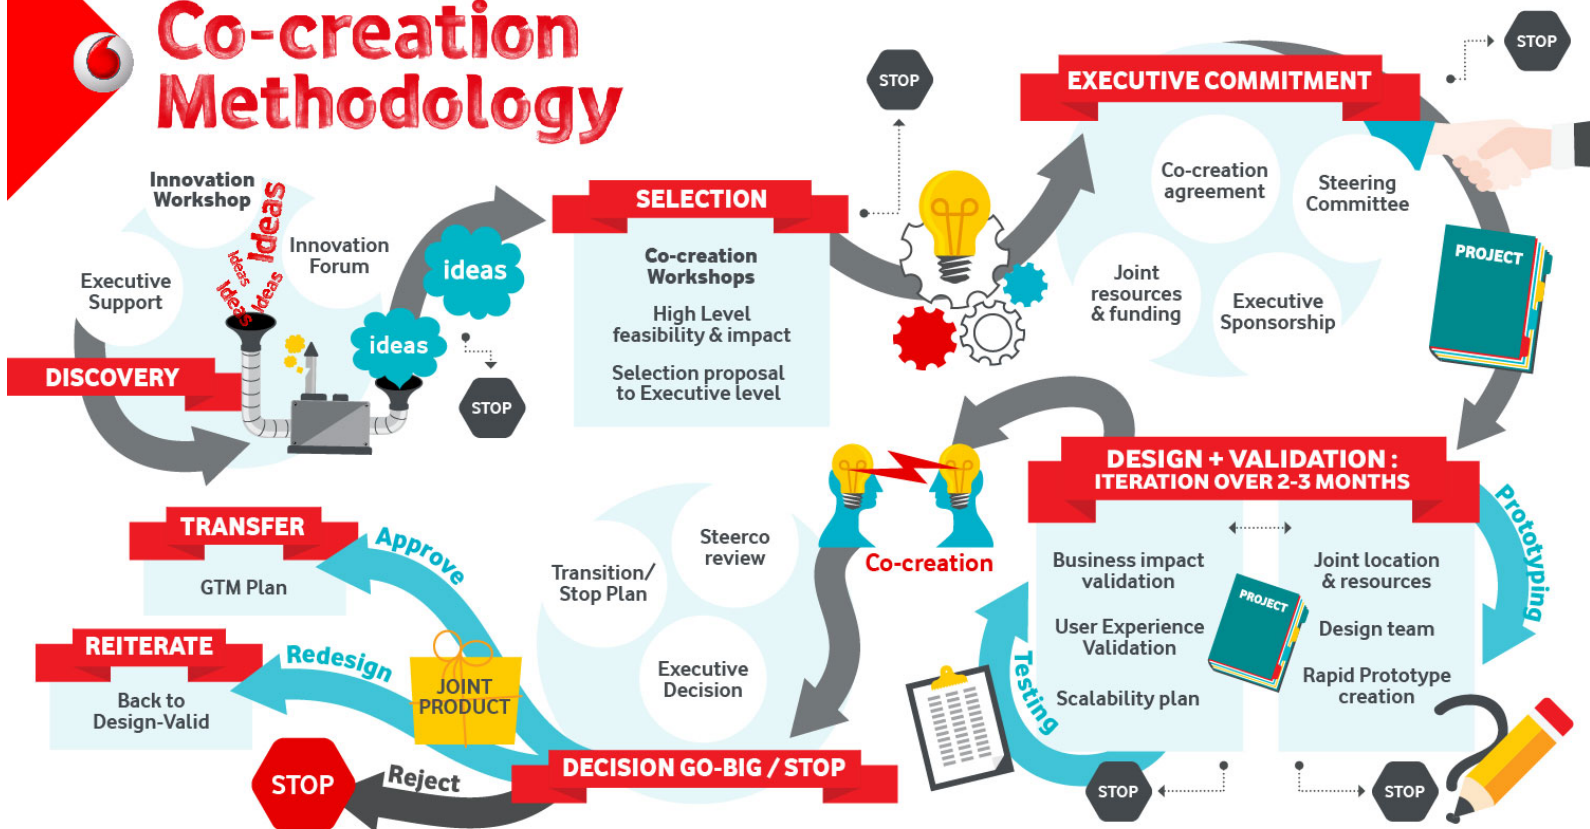 Co-creation
Methodology
Innovation
Workshop
Ideas
Ideas
Ideas
Ideas
Innovation
Forum
Executive
Support
ideas
ideas
DISCOVERY
STOP
SELECTION
Co-creation
Workshops
High Level
feasibility & impact
Selection proposal
to Executive level
STOP
EXECUTIVE COMMITMENT
STOP
Co-creation
agreement
Steering
Committee
Joint
resources
& funding
Executive
Sponsorship
PROJECT
DESIGN + VALIDATION :
ITERATION OVER 2-3 MONTHS
Prototyping
Business impact
validation
User Experience
Validation
Scalability plan
Joint location
& resources
Design team
Rapid Prototype
creation
PROJECT
Testing
STOP
STOP
Co-creation
Steerco
review
Transition/
Stop Plan
Executive
Decision
DECISION GO-BIG / STOP
JOINT
PRODUCT
Approve
TRANSFER
GTM Plan
Redesign
REITERATE
Back to
Design-Valid
Reject
STOP